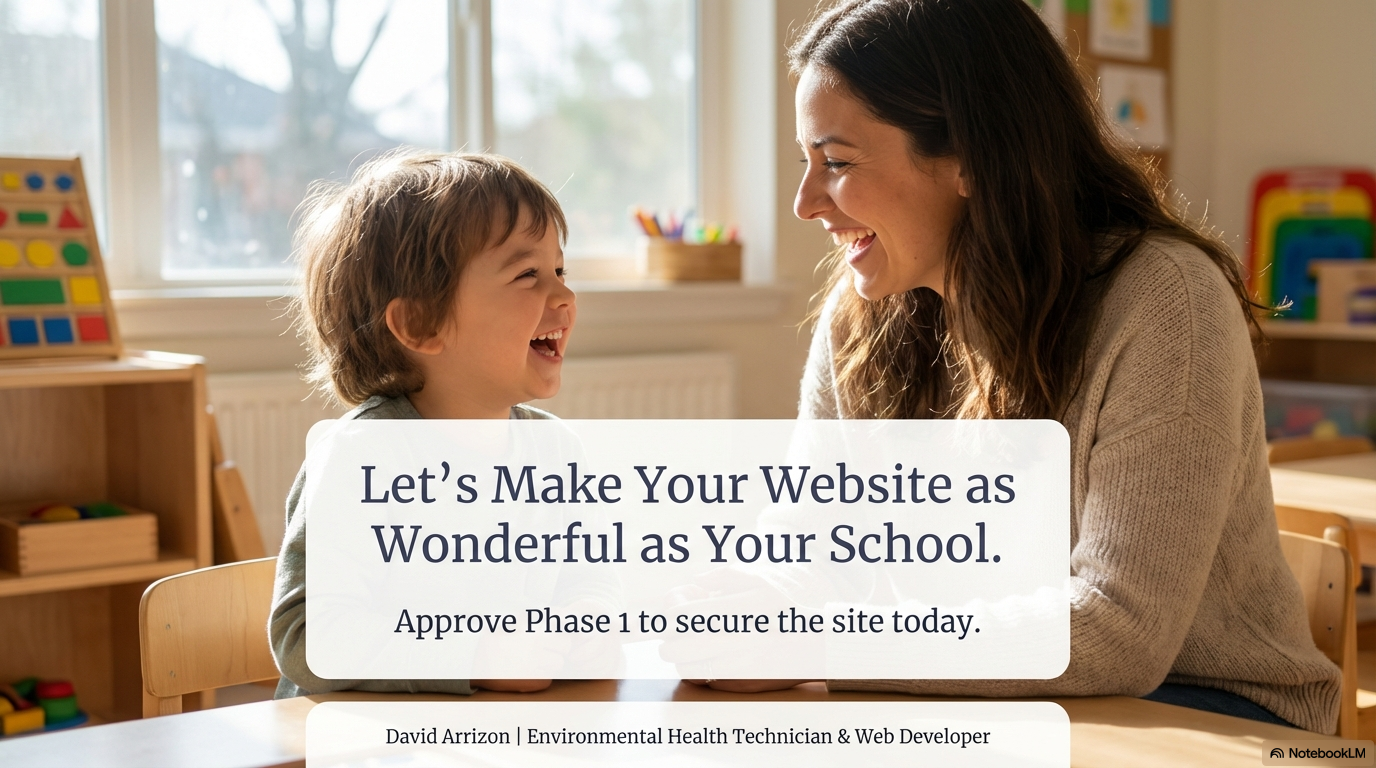 Let's Make Your Website as
Wonderful as Your School.
Approve Phase 1 to secure the site today.
David Arrizon | Environmental Health Technician & Web Developer
NotebookLM